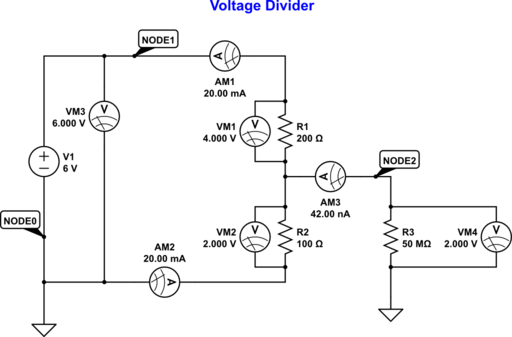 Voltage Divider
NODE1
A
AM1
20.00 mA
VM3
6.000 V
V
VM1
4.000 V
V
R1
200 Ω
V1
6 V
NODE2
A
AM3
42.00 nA
NODE0
VM2
2.000 V
V
R2
100 Ω
R3
50 MΩ
VM4
2.000 V
V
AM2
20.00 mA
A